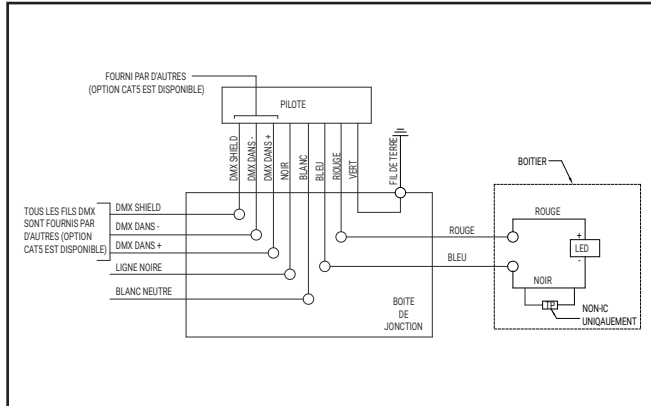 FOURNI PAR D'AUTRES
(OPTION CAT5 EST DISPONIBLE)
PILOTE
DMX SHIELD
DMX DANS -
DMX DANS +
NOIR
BLANC
BLEU
RIOUGE
VERT
FIL DE TERRE
BOITIER
TOUS LES FILS DMX
SONT FOURNIS PAR
D'AUTRES (OPTION
CAT5 EST DISPONIBLE)
DMX SHIELD
DMX DANS -
DMX DANS +
LIGNE NOIRE
BLANC NEUTRE
ROUGE
BLEU
BOITE
DE
JONCTION
ROUGE
+
LED
-
NOIR
TP
NON-IC
UNIQAUEMENT